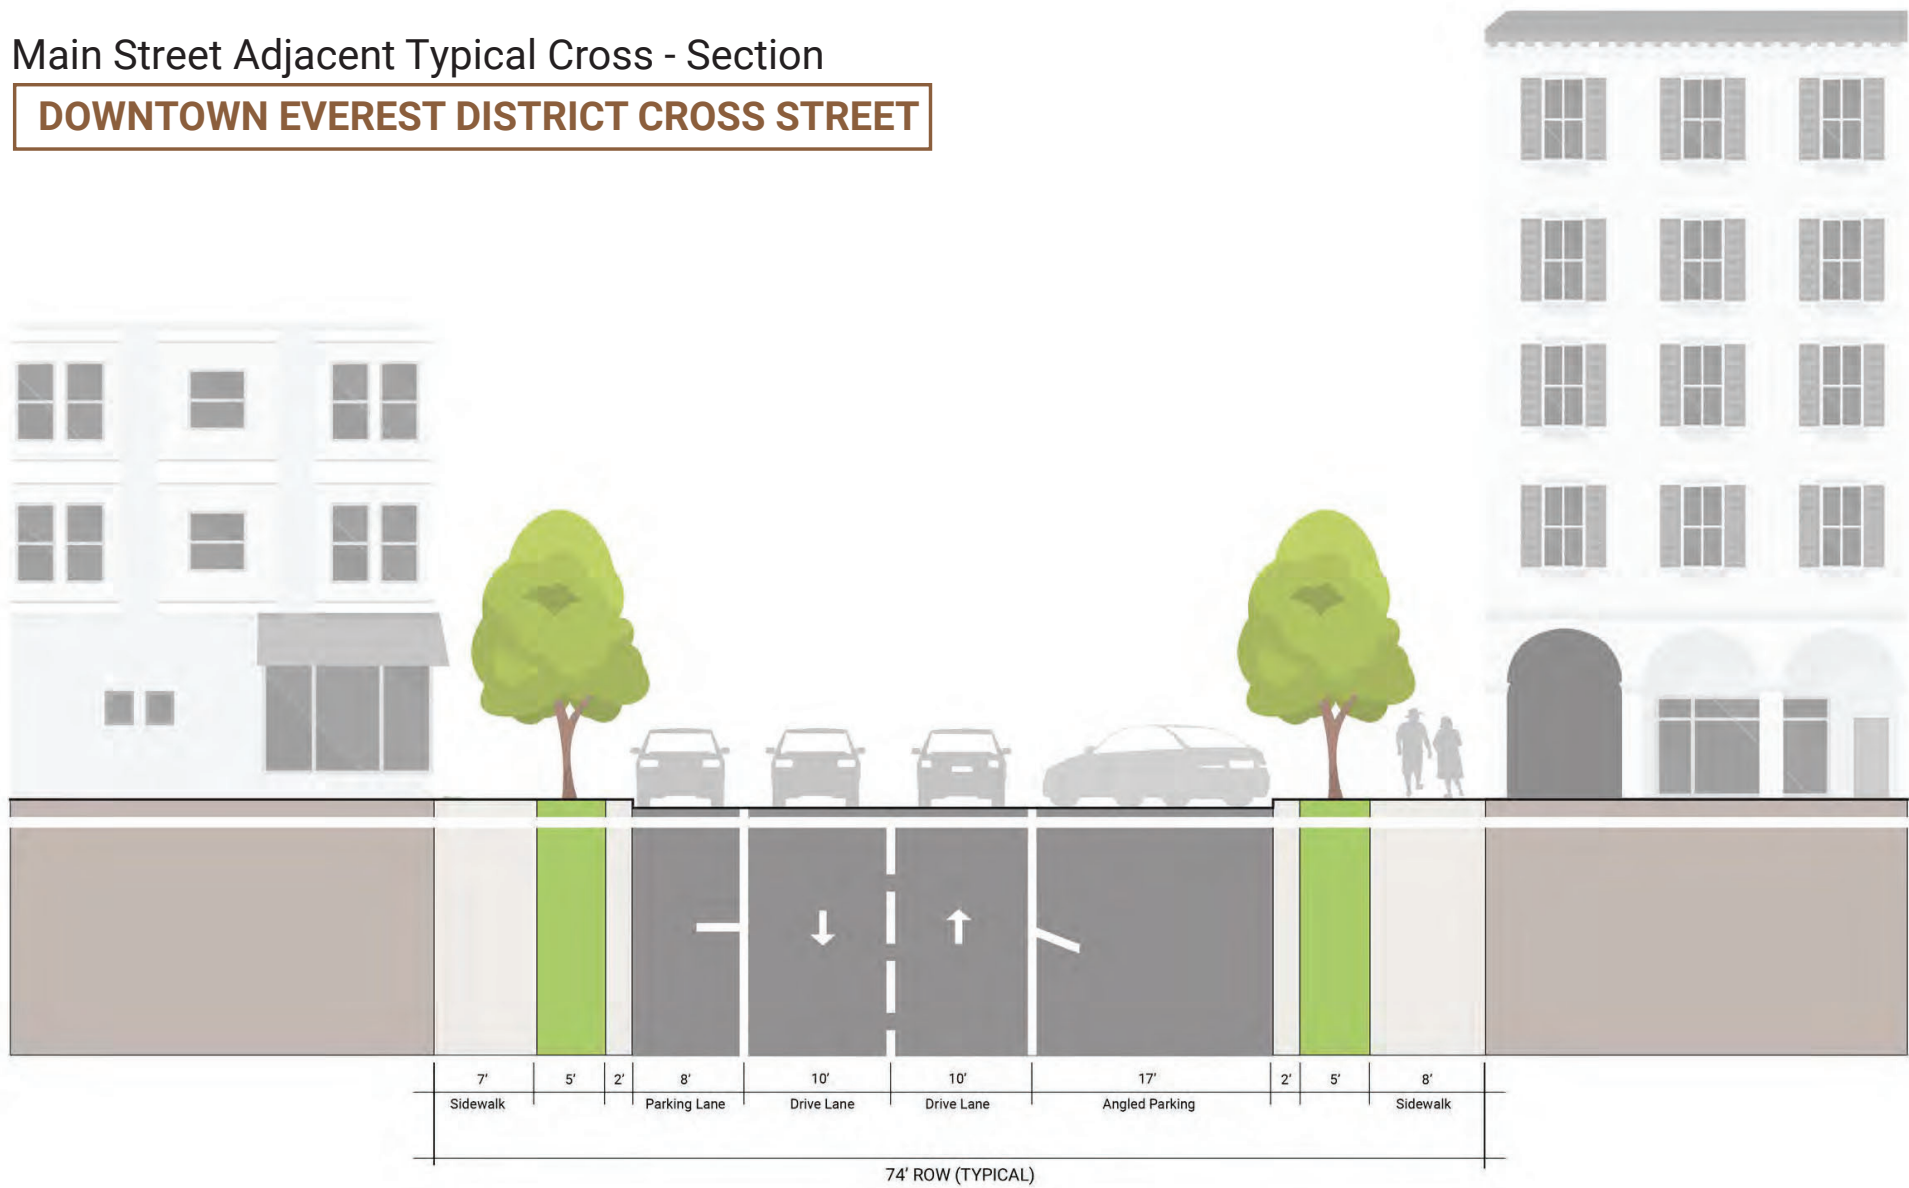 Main Street Adjacent Typical Cross - Section
DOWNTOWN EVEREST DISTRICT CROSS STREET
7' 5' 2' 8' 10' 10' 17' 2' 5' 8'
Sidewalk Parking Lane Drive Lane Drive Lane Angled Parking Sidewalk
74' ROW (TYPICAL)